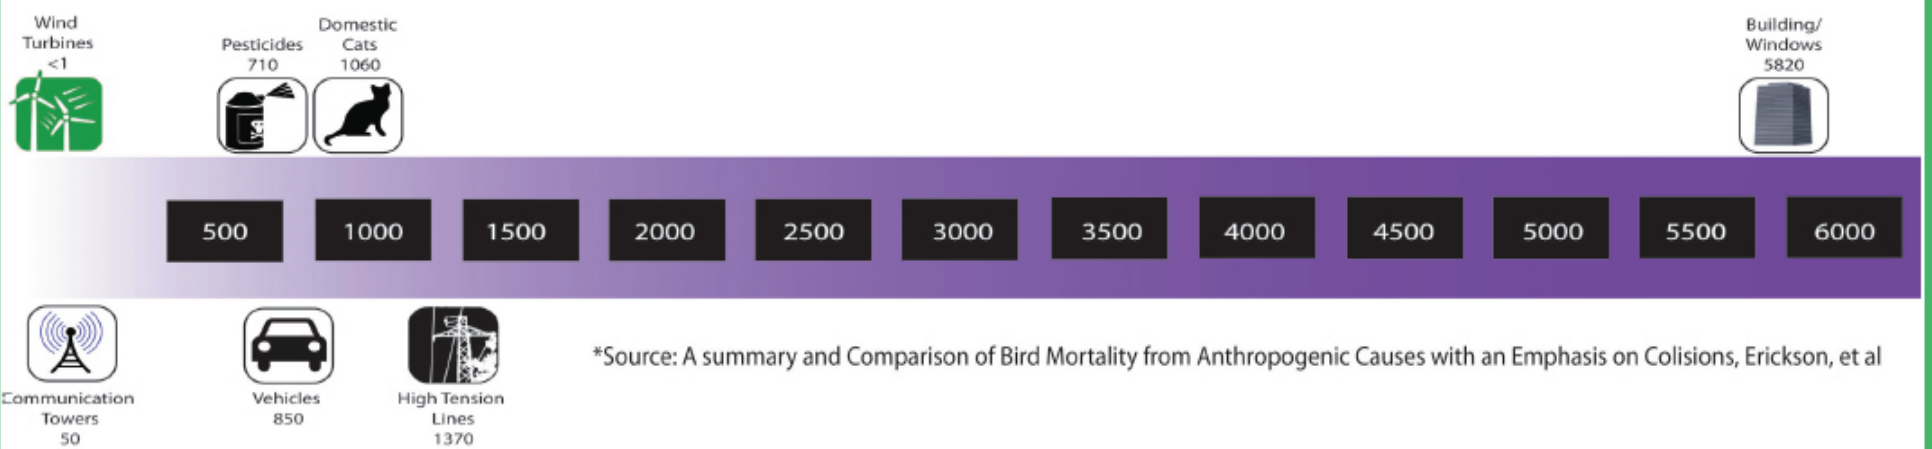 Wind
Turbines
<1
Pesticides
710
Domestic
Cats
1060
Building/
Windows
5820
500 1000 1500 2000 2500 3000 3500 4000 4500 5000 5500 6000
Communication
Towers
50
Vehicles
850
High Tension
Lines
1370
*Source: A summary and Comparison of Bird Mortality from Anthropogenic Causes with an Emphasis on Colisions, Erickson, et al